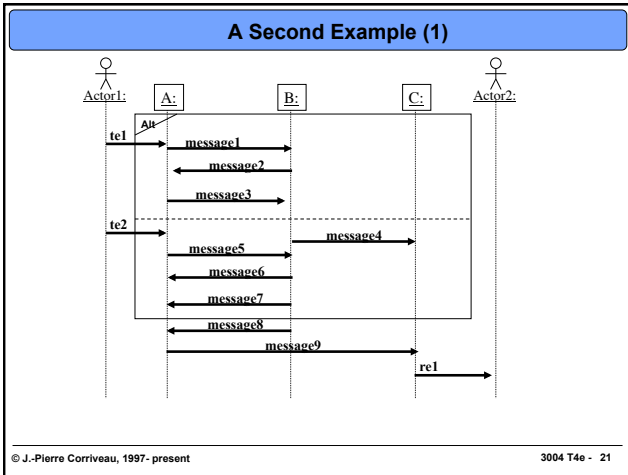 A Second Example (1)
Actor1:
A:
B:
C:
Actor2:
Alt
te1
message1
message2
message3
te2
message4
message5
message6
message7
message8
message9
re1
© J.-Pierre Corriveau, 1997- present
3004 T4e - 21